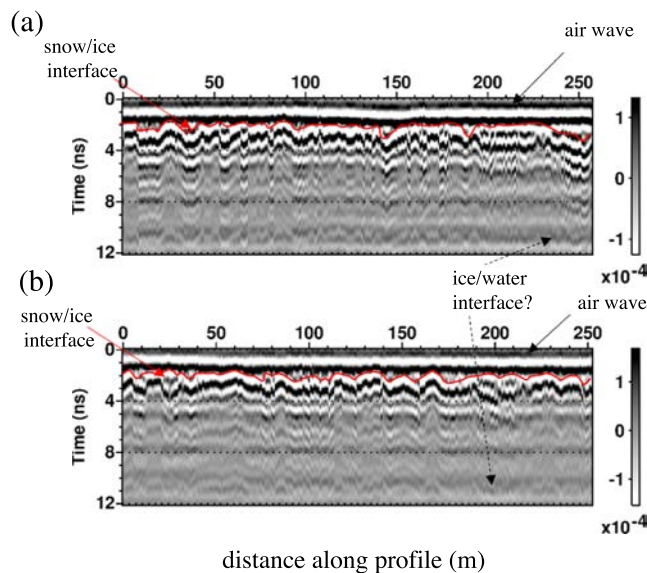 (a)
snow/ice
interface
air wave
0 50 100 150 200 250
0
4
8
12
Time (ns)
1
0
-1
x10-4
ice/water
interface?
(b)
snow/ice
interface
air wave
0 50 100 150 200 250
0
4
8
12
Time (ns)
1
0
-1
x10-4
distance along profile (m)